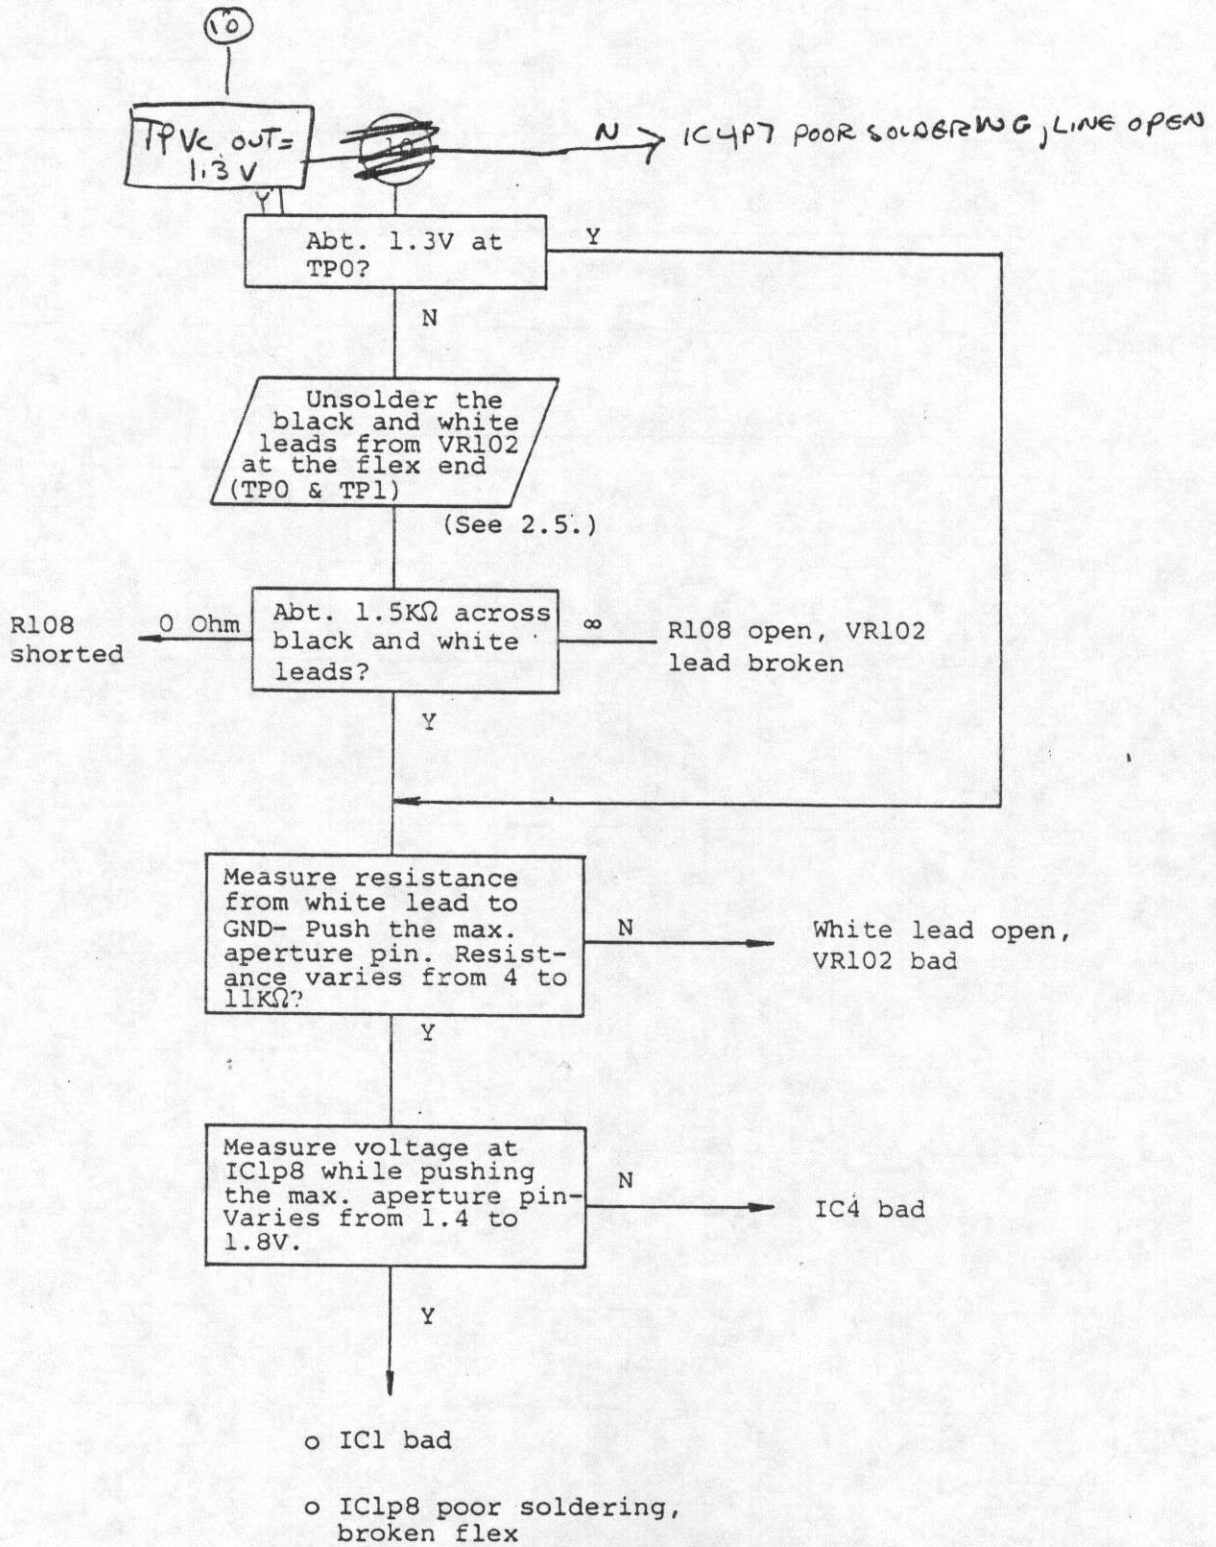 10
TP Vc OUT=
1.3 V
N
IC4P7 POOR SOLDERING, LINE OPEN
10
Y
Abt. 1.3V at
TP0?
Y
N
Unsolder the
black and white
leads from VR102
at the flex end
(TP0 & TP1)
(See 2.5.)
R108
shorted
0 Ohm
Abt. 1.5KΩ across
black and white
leads?
∞
R108 open, VR102
lead broken
Y
Measure resistance
from white lead to
GND- Push the max.
aperture pin. Resist-
ance varies from 4 to
11KΩ?
N
White lead open,
VR102 bad
Y
Measure voltage at
IC1p8 while pushing
the max. aperture pin-
Varies from 1.4 to
1.8V.
N
IC4 bad
Y
o IC1 bad
o IC1p8 poor soldering,
broken flex